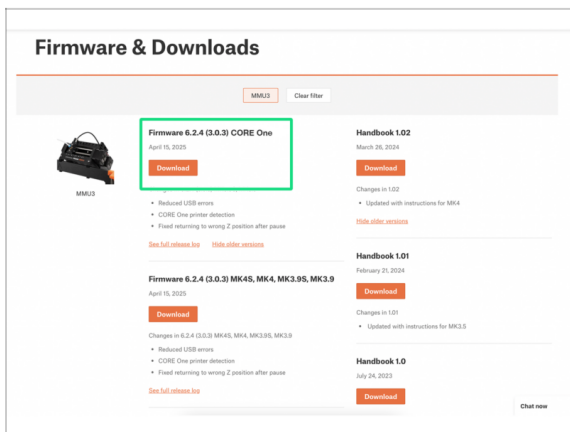 Firmware & Downloads
MMU3
Clear filter
MMU3
Firmware 6.2.4 (3.0.3) CORE One
April 15, 2025
Download
Reduced USB errors
CORE One printer detection
Fixed returning to wrong Z position after pause
See full release log
Hide older versions
Firmware 6.2.4 (3.0.3) MK4S, MK4, MK3.9S, MK3.9
April 15, 2025
Download
Changes in 6.2.4 (3.0.3) MK4S, MK4, MK3.9S, MK3.9
Reduced USB errors
CORE One printer detection
Fixed returning to wrong Z position after pause
See full release log
Handbook 1.02
March 26, 2024
Download
Changes in 1.02
Updated with instructions for MK4
Hide older versions
Handbook 1.01
February 21, 2024
Download
Changes in 1.01
Updated with instructions for MK3.5
Handbook 1.0
July 24, 2023
Download
Chat now